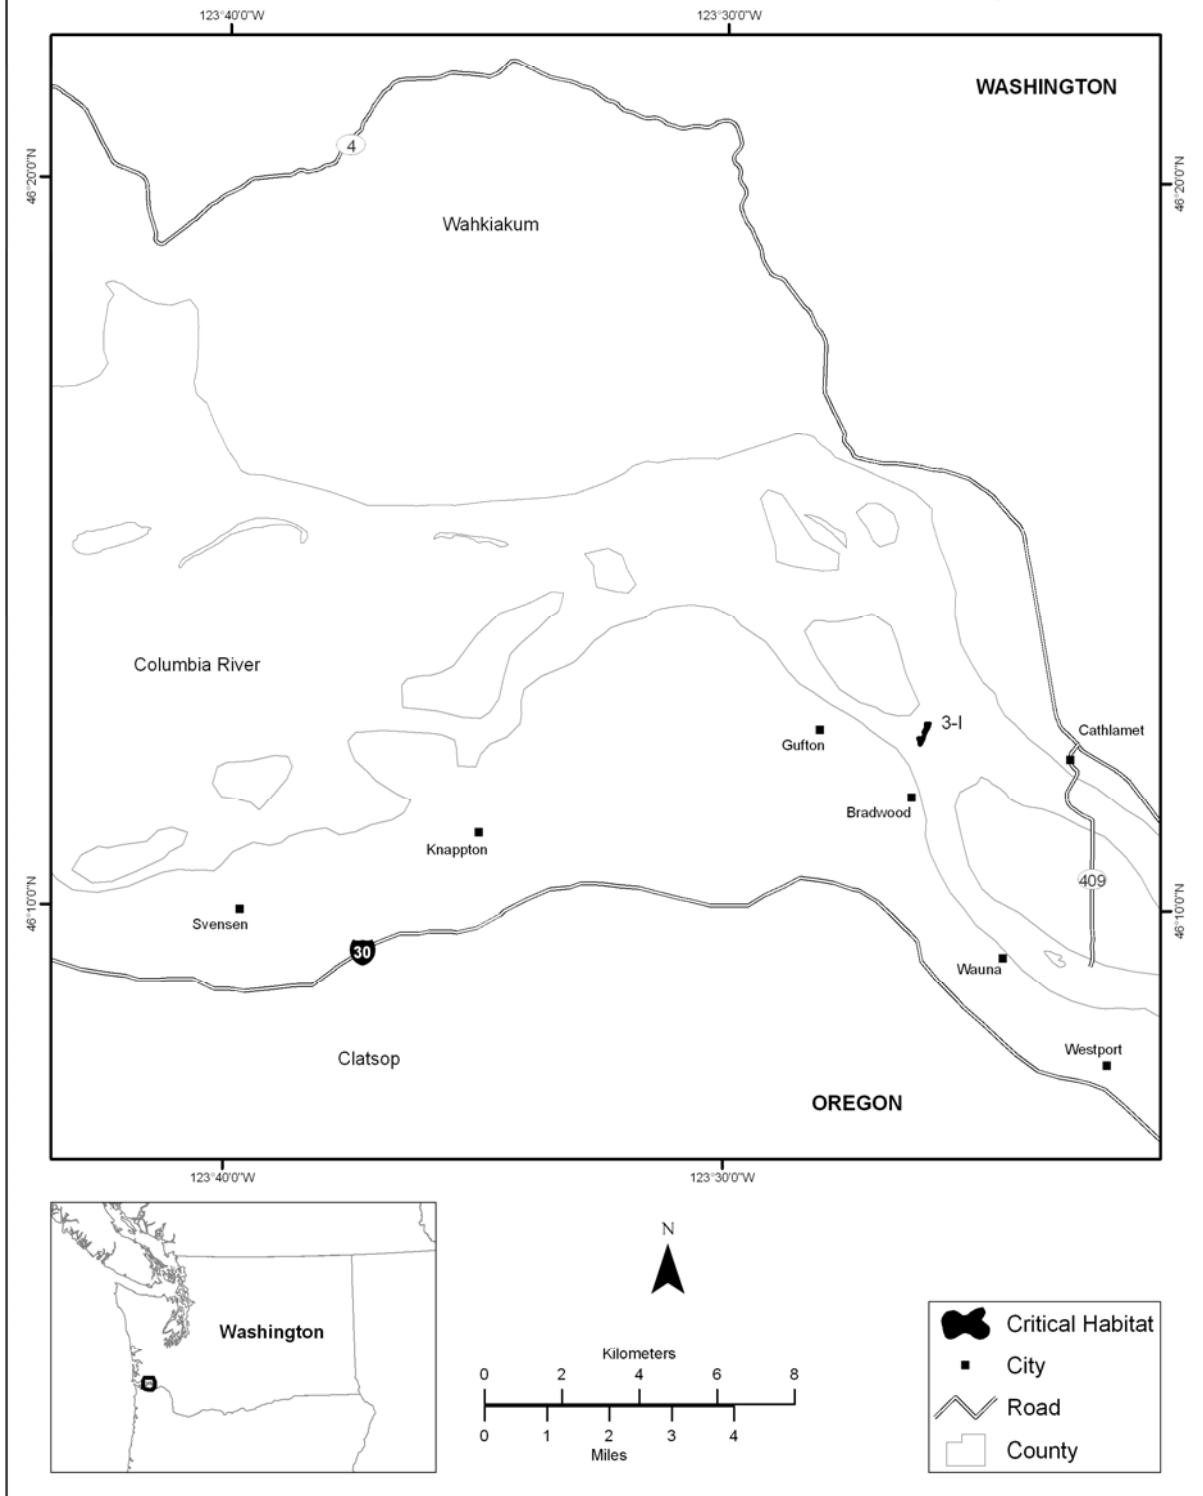 123°40'0"W 123°30'0"W
WASHINGTON
4
46°20'0"N 46°20'0"N
Wahkiakum
Columbia River
3-I
Cathlamet
Gufton
Bradwood
Knappton
409
46°10'0"N 46°10'0"N
Svensen
30
Wauna
Westport
Clatsop
OREGON
123°40'0"W 123°30'0"W
N
Washington
Kilometers
0 2 4 6 8
0 1 2 3 4
Miles
Critical Habitat
City
Road
County